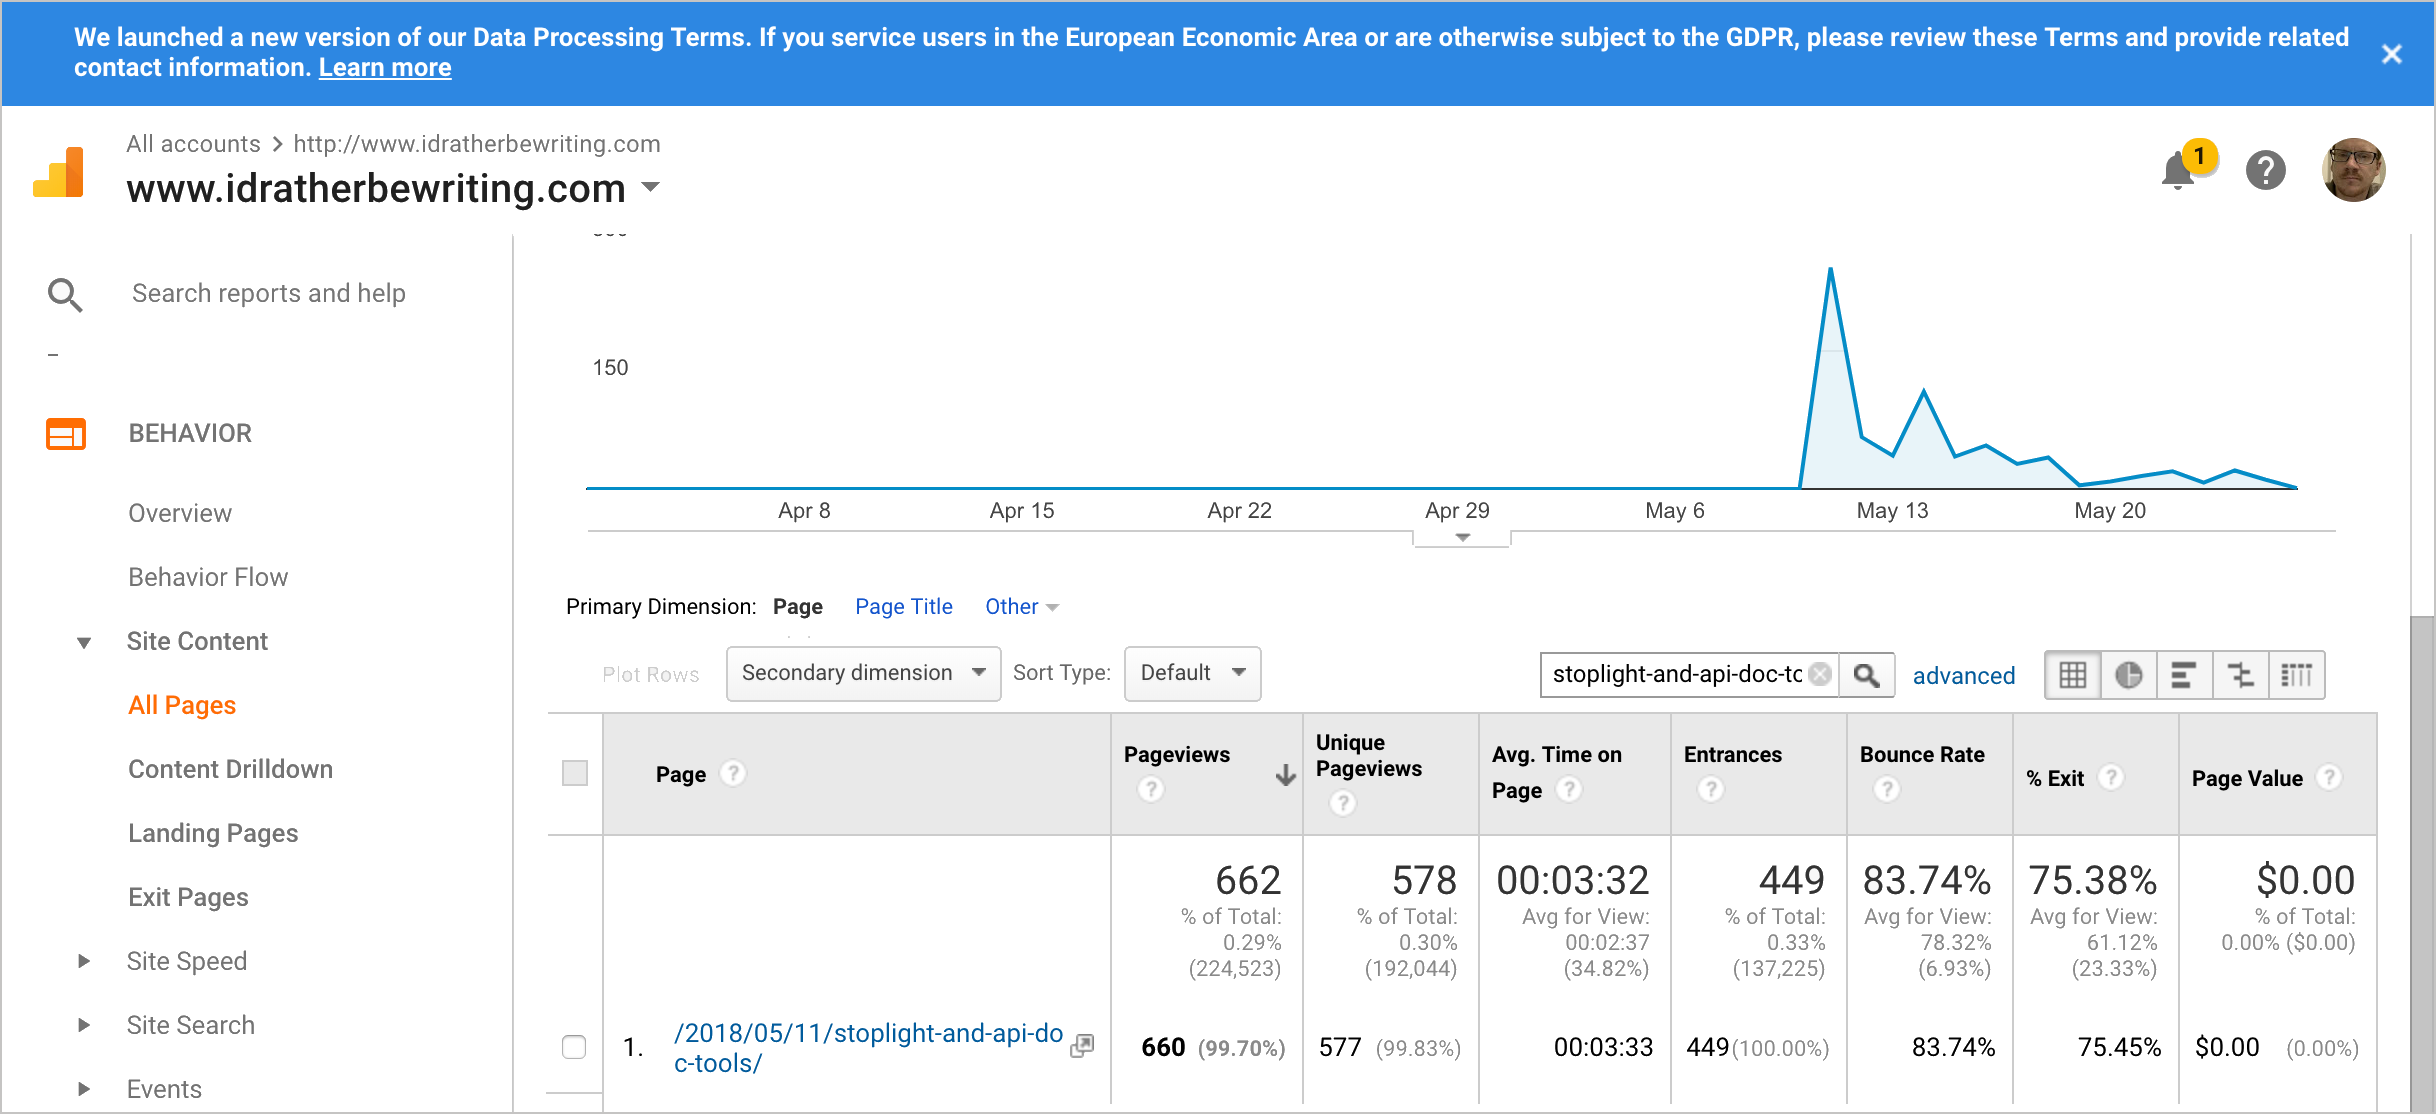 We launched a new version of our Data Processing Terms. If you service users in the European Economic Area or are otherwise subject to the GDPR, please review these Terms and provide related
contact information. Learn more
All accounts > http://www.idratherbewriting.com
www.idratherbewriting.com
1
Search reports and help
BEHAVIOR
Overview
Behavior Flow
Site Content
All Pages
Content Drilldown
Landing Pages
Exit Pages
Site Speed
Site Search
Events
150
Apr 8 Apr 15 Apr 22 Apr 29 May 6 May 13 May 20
Primary Dimension: Page Page Title Other
Plot Rows Secondary dimension Sort Type: Default stoplight-and-api-doc-tc advanced
Page Pageviews Unique Pageviews Avg. Time on Page Entrances Bounce Rate % Exit Page Value
662 578 00:03:32 449 83.74% 75.38% $0.00
% of Total: % of Total: Avg for View: % of Total: Avg for View: Avg for View: % of Total:
0.29% 0.30% 00:02:37 0.33% 78.32% 61.12% 0.00% ($0.00)
(224,523) (192,044) (34.82%) (137,225) (6.93%) (23.33%)
1. /2018/05/11/stoplight-and-api-do
c-tools/
660 (99.70%) 577 (99.83%) 00:03:33 449 (100.00%) 83.74% 75.45% $0.00 (0.00%)